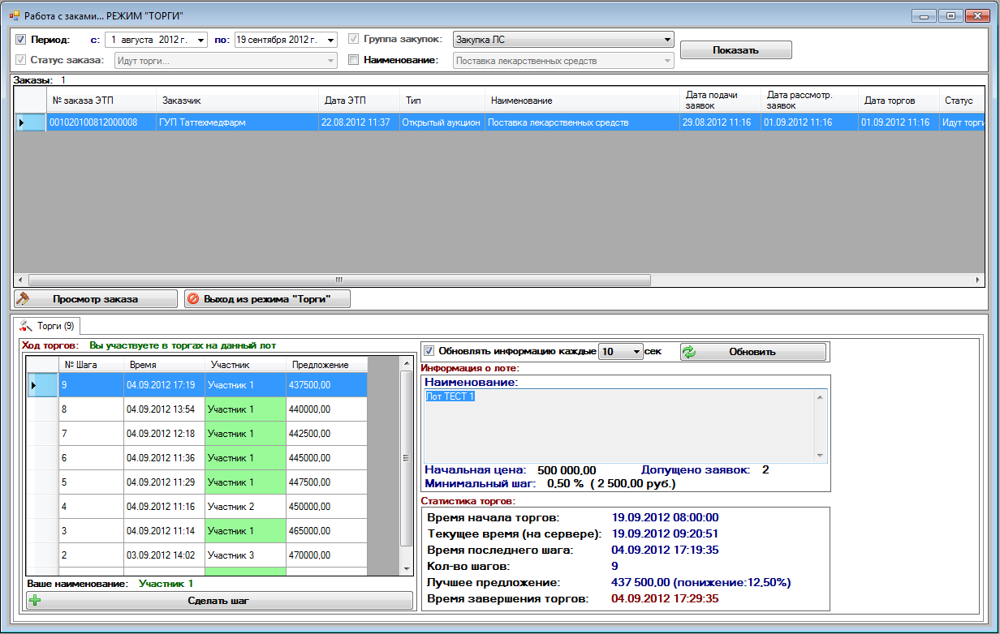 Работа с заками... РЕЖИМ "ТОРГИ"
Период: с: 1 августа 2012 г. по: 19 сентября 2012 г. Группа закупок: Закупка ЛС
Показать
Статус заказа: Идут торги... Наименование: Поставка лекарственных средств
Заказы: 1
№ заказа ЭТП Заказчик Дата ЭТП Тип Наименование Дата подачи заявок Дата рассмотр. заявок Дата торгов Статус
001020100812000008 ГУП Таттехмедфарм 22.08.2012 11:37 Открытый аукцион Поставка лекарственных средств 29.08.2012 11:16 01.09.2012 11:16 01.09.2012 11:16 Идут торги
Просмотр заказа Выход из режима "Торги"
Торги (9)
Ход торгов: Вы участвуете в торгах на данный лот
№ Шага Время Участник Предложение
9 04.09.2012 17:19 Участник 1 437500,00
8 04.09.2012 13:54 Участник 1 440000,00
7 04.09.2012 12:18 Участник 1 442500,00
6 04.09.2012 11:36 Участник 1 445000,00
5 04.09.2012 11:29 Участник 1 447500,00
4 04.09.2012 11:16 Участник 2 450000,00
3 04.09.2012 11:14 Участник 1 465000,00
2 03.09.2012 14:02 Участник 3 470000,00
Ваше наименование: Участник 1
Сделать шаг
Обновлять информацию каждые 10 сек Обновить
Информация о лоте:
Наименование:
Лот ТЕСТ 1
Начальная цена: 500 000,00 Допущено заявок: 2
Минимальный шаг: 0,50 % ( 2 500,00 руб.)
Статистика торгов:
Время начала торгов: 19.09.2012 08:00:00
Текущее время (на сервере): 19.09.2012 09:20:51
Время последнего шага: 04.09.2012 17:19:35
Кол-во шагов: 9
Лучшее предложение: 437 500,00 (понижение:12,50%)
Время завершения торгов: 04.09.2012 17:29:35